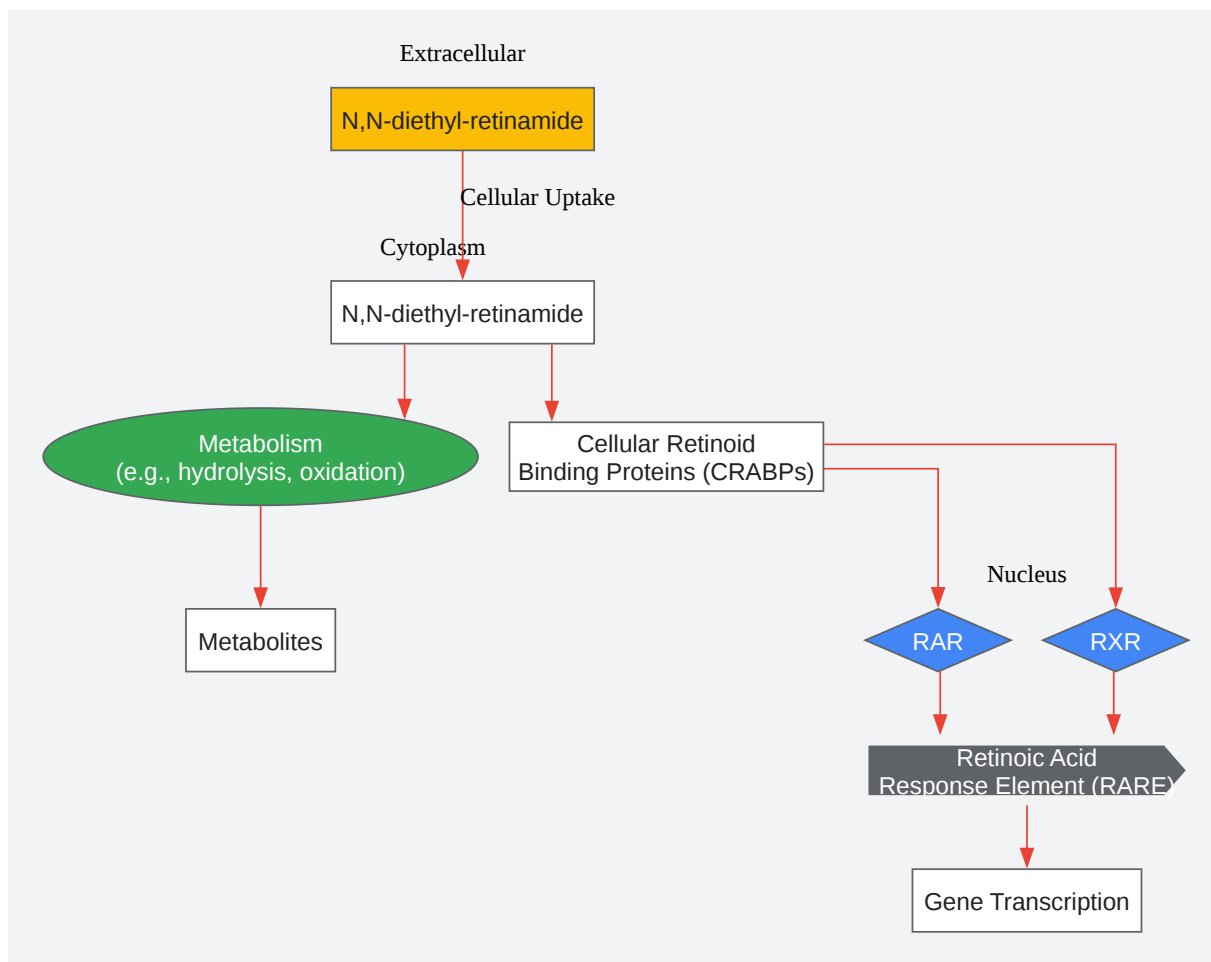 Extracellular
N,N-diethyl-retinamide
Cellular Uptake
Cytoplasm
N,N-diethyl-retinamide
Metabolism
(e.g., hydrolysis, oxidation)
Cellular Retinoid
Binding Proteins (CRABPs)
Nucleus
Metabolites
RAR
RXR
Retinoic Acid
Response Element (RARE)
Gene Transcription